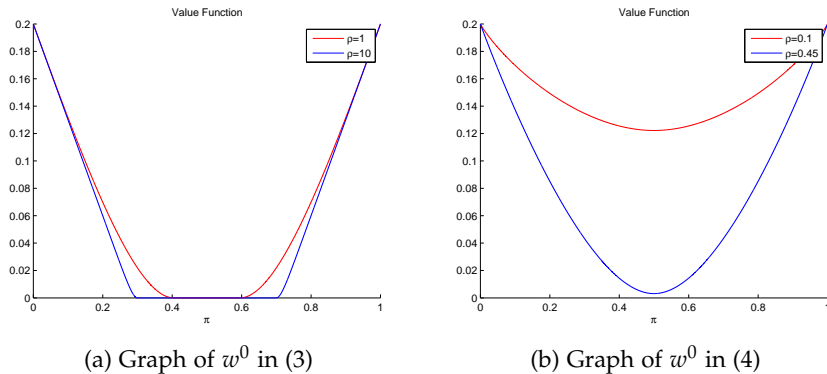 Value Function
0.2
0.18
0.16
0.14
0.12
0.1
0.08
0.06
0.04
0.02
0
0 0.2 0.4 0.6 0.8 1
π
ρ=1
ρ=10
(a) Graph of w⁰ in (3)
Value Function
0.2
0.18
0.16
0.14
0.12
0.1
0.08
0.06
0.04
0.02
0
0 0.2 0.4 0.6 0.8 1
π
ρ=0.1
ρ=0.45
(b) Graph of w⁰ in (4)